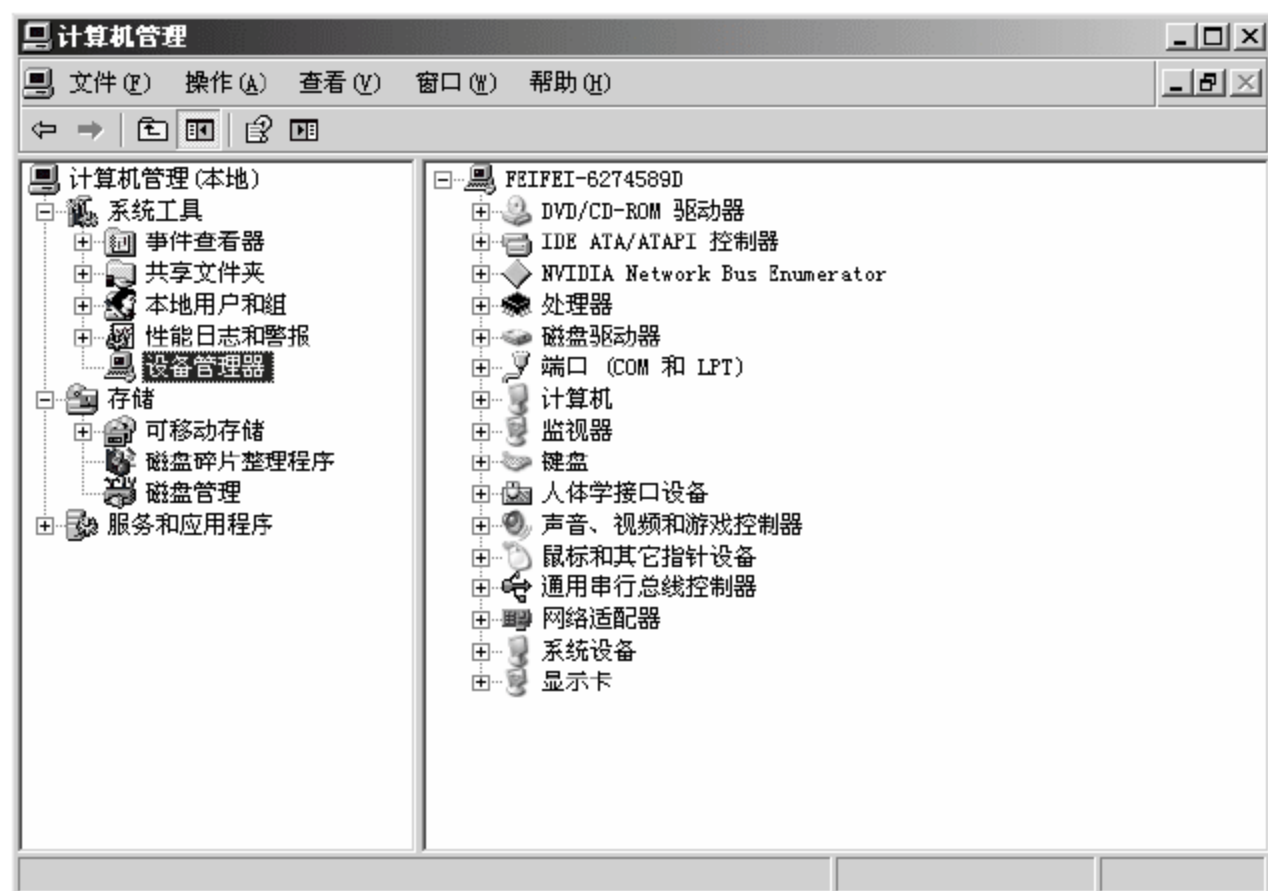 计算机管理
文件(F) 操作(A) 查看(V) 窗口(W) 帮助(H)
计算机管理(本地)
系统工具
事件查看器
共享文件夹
本地用户和组
性能日志和警报
设备管理器
存储
可移动存储
磁盘碎片整理程序
磁盘管理
服务和应用程序
FEIFEI-6274589D
DVD/CD-ROM 驱动器
IDE ATA/ATAPI 控制器
NVIDIA Network Bus Enumerator
处理器
磁盘驱动器
端口 (COM 和 LPT)
计算机
监视器
键盘
人体学接口设备
声音、视频和游戏控制器
鼠标和其它指针设备
通用串行总线控制器
网络适配器
系统设备
显示卡